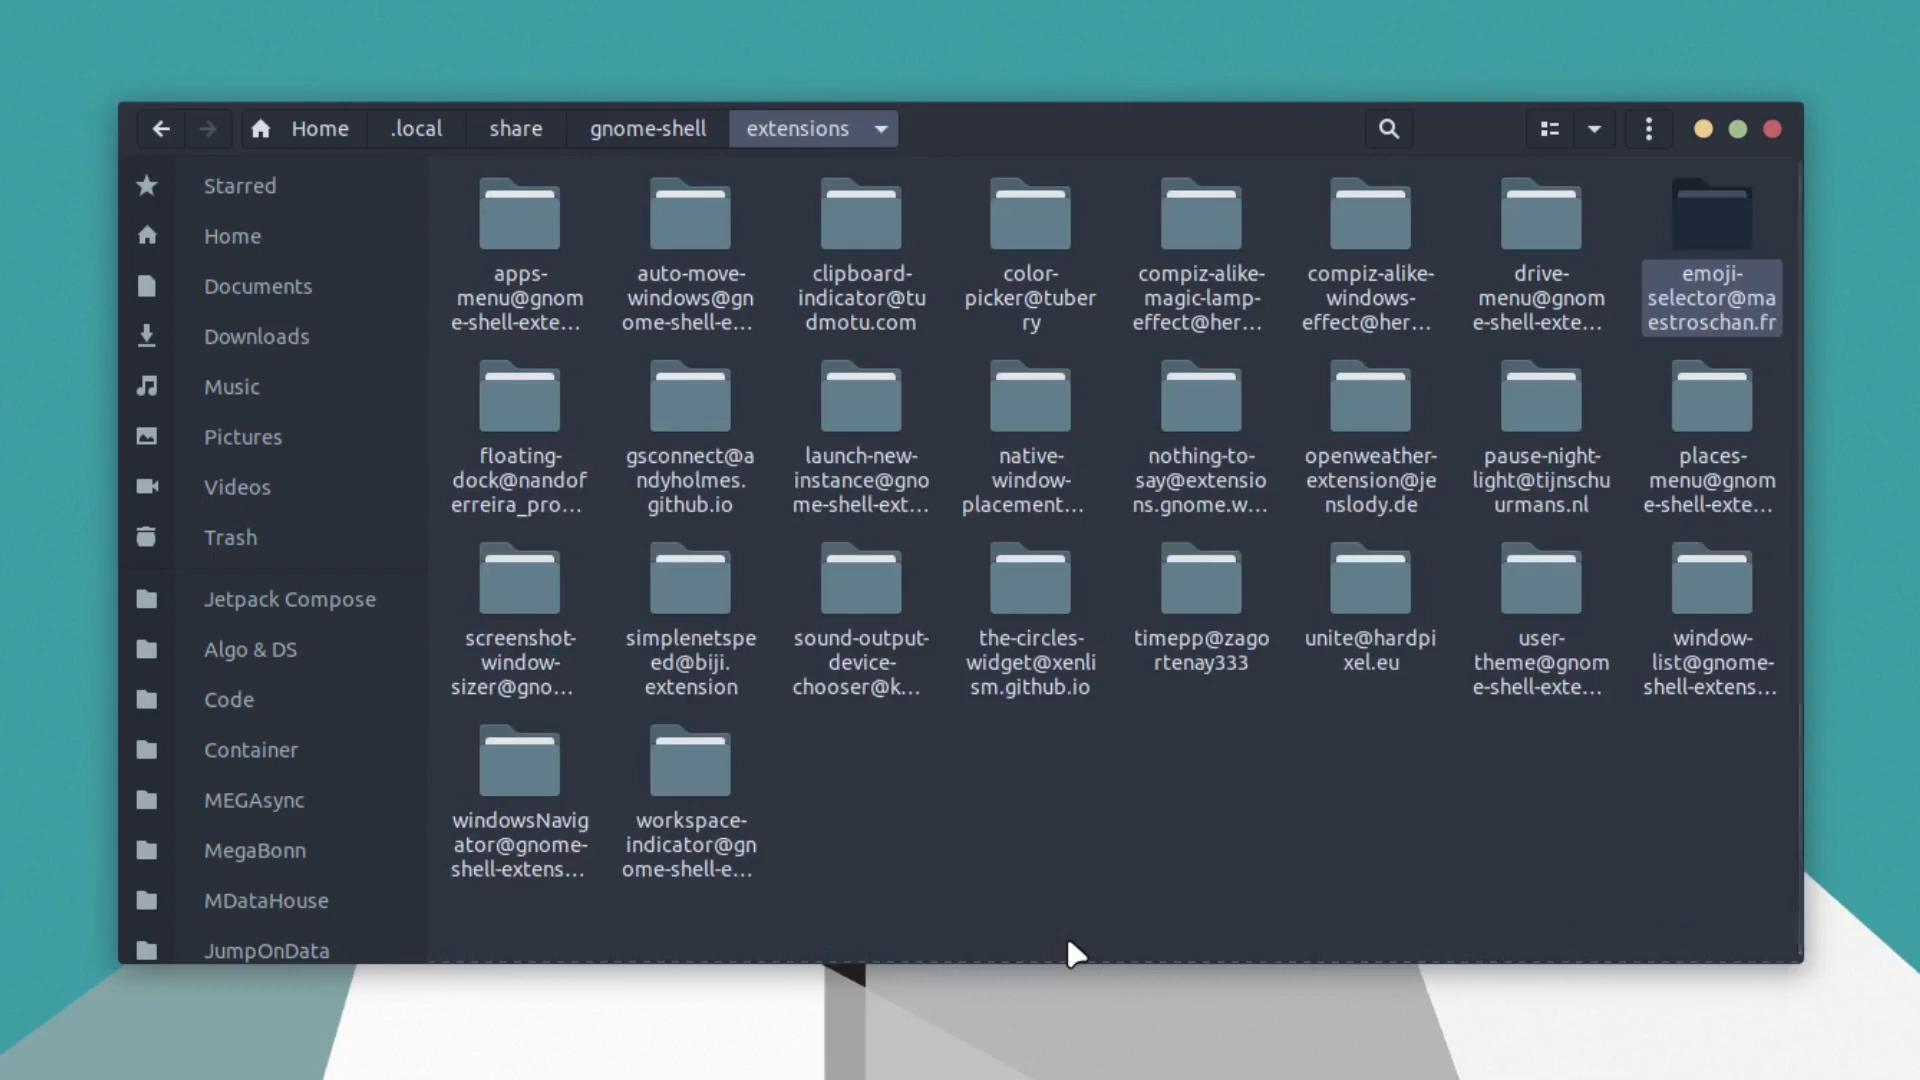 Home .local share gnome-shell extensions
Starred
Home
Documents
Downloads
Music
Pictures
Videos
Trash
Jetpack Compose
Algo & DS
Code
Container
MEGAsync
MegaBonn
MDataHouse
JumpOnData
apps-
menu@gnom
e-shell-exte...
auto-move-
windows@gn
ome-shell-e...
clipboard-
indicator@tu
dmotu.com
color-
picker@tuber
ry
compiz-alike-
magic-lamp-
effect@her...
compiz-alike-
windows-
effect@her...
drive-
menu@gnom
e-shell-exte...
emoji-
selector@ma
estroschan.fr
floating-
dock@nandof
erreira_pro...
gsconnect@a
ndyholmes.
github.io
launch-new-
instance@gno
me-shell-ext...
native-
window-
placement...
nothing-to-
say@extensio
ns.gnome.w...
openweather-
extension@je
nslody.de
pause-night-
light@tijnschu
urmans.nl
places-
menu@gnom
e-shell-exte...
screenshot-
window-
sizer@gno...
simplenetspe
ed@biji.
extension
sound-output-
device-
chooser@k...
the-circles-
widget@xenli
sm.github.io
timepp@zago
rtenay333
unite@hardpi
xel.eu
user-
theme@gnom
e-shell-exte...
window-
list@gnome-
shell-extens...
windowsNavig
ator@gnome-
shell-extens...
workspace-
indicator@gn
ome-shell-e...